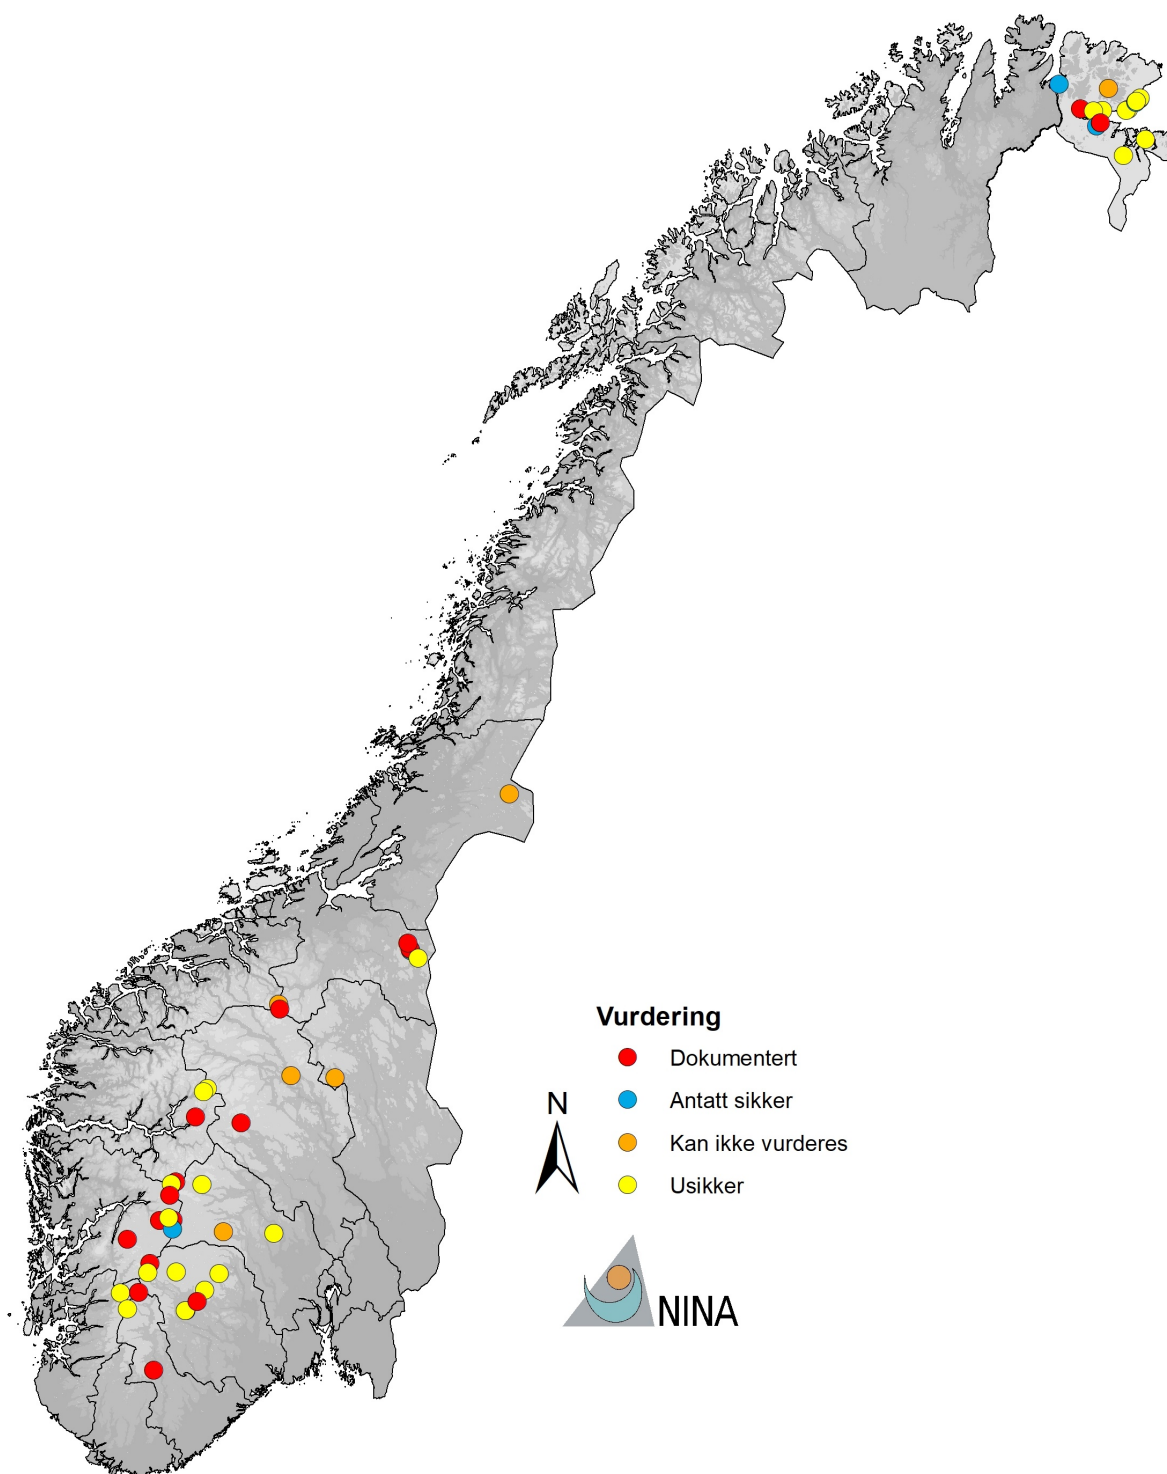 Vurdering
Dokumentert
Antatt sikker
Kan ikke vurderes
Usikker
N
NINA